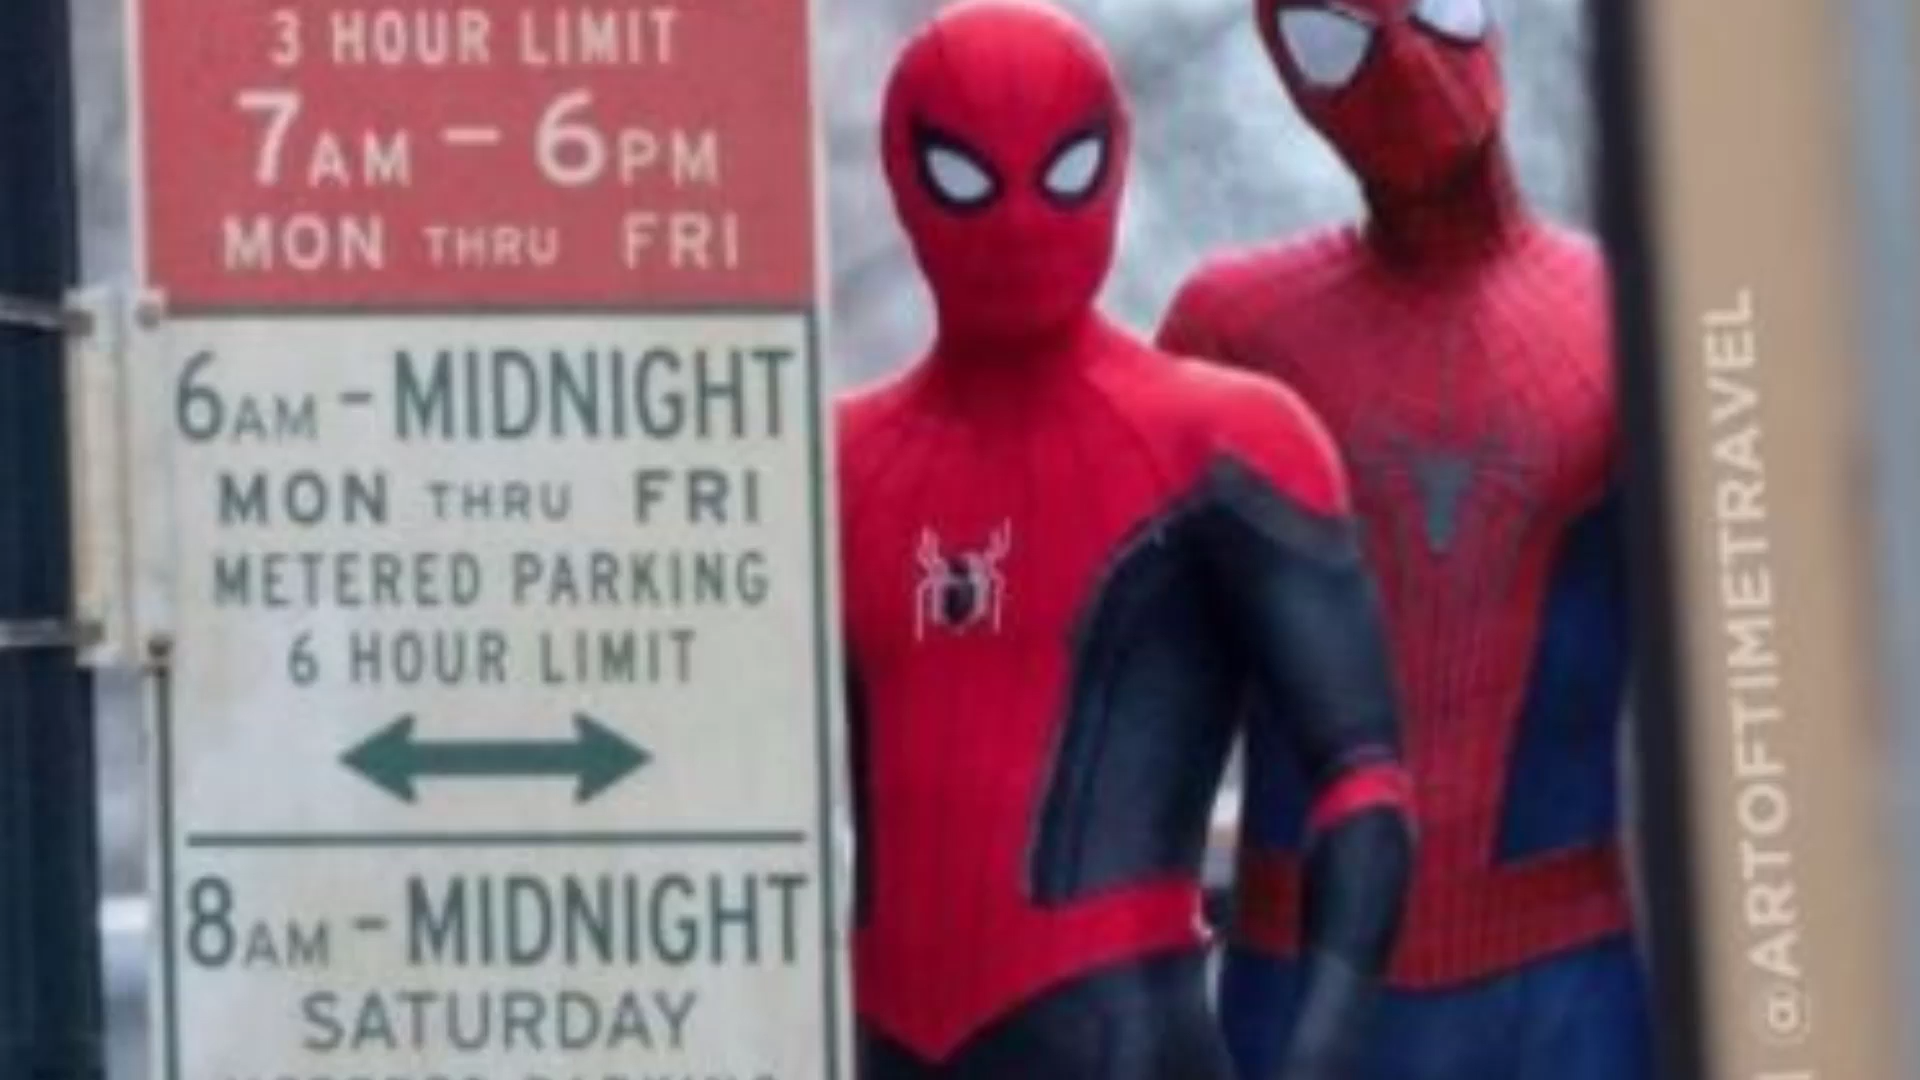 3 HOUR LIMIT
7AM - 6PM
MON THRU FRI
6AM - MIDNIGHT
MON THRU FRI
METERED PARKING
6 HOUR LIMIT
8AM - MIDNIGHT
SATURDAY
@ARTOFTIMETRAVEL